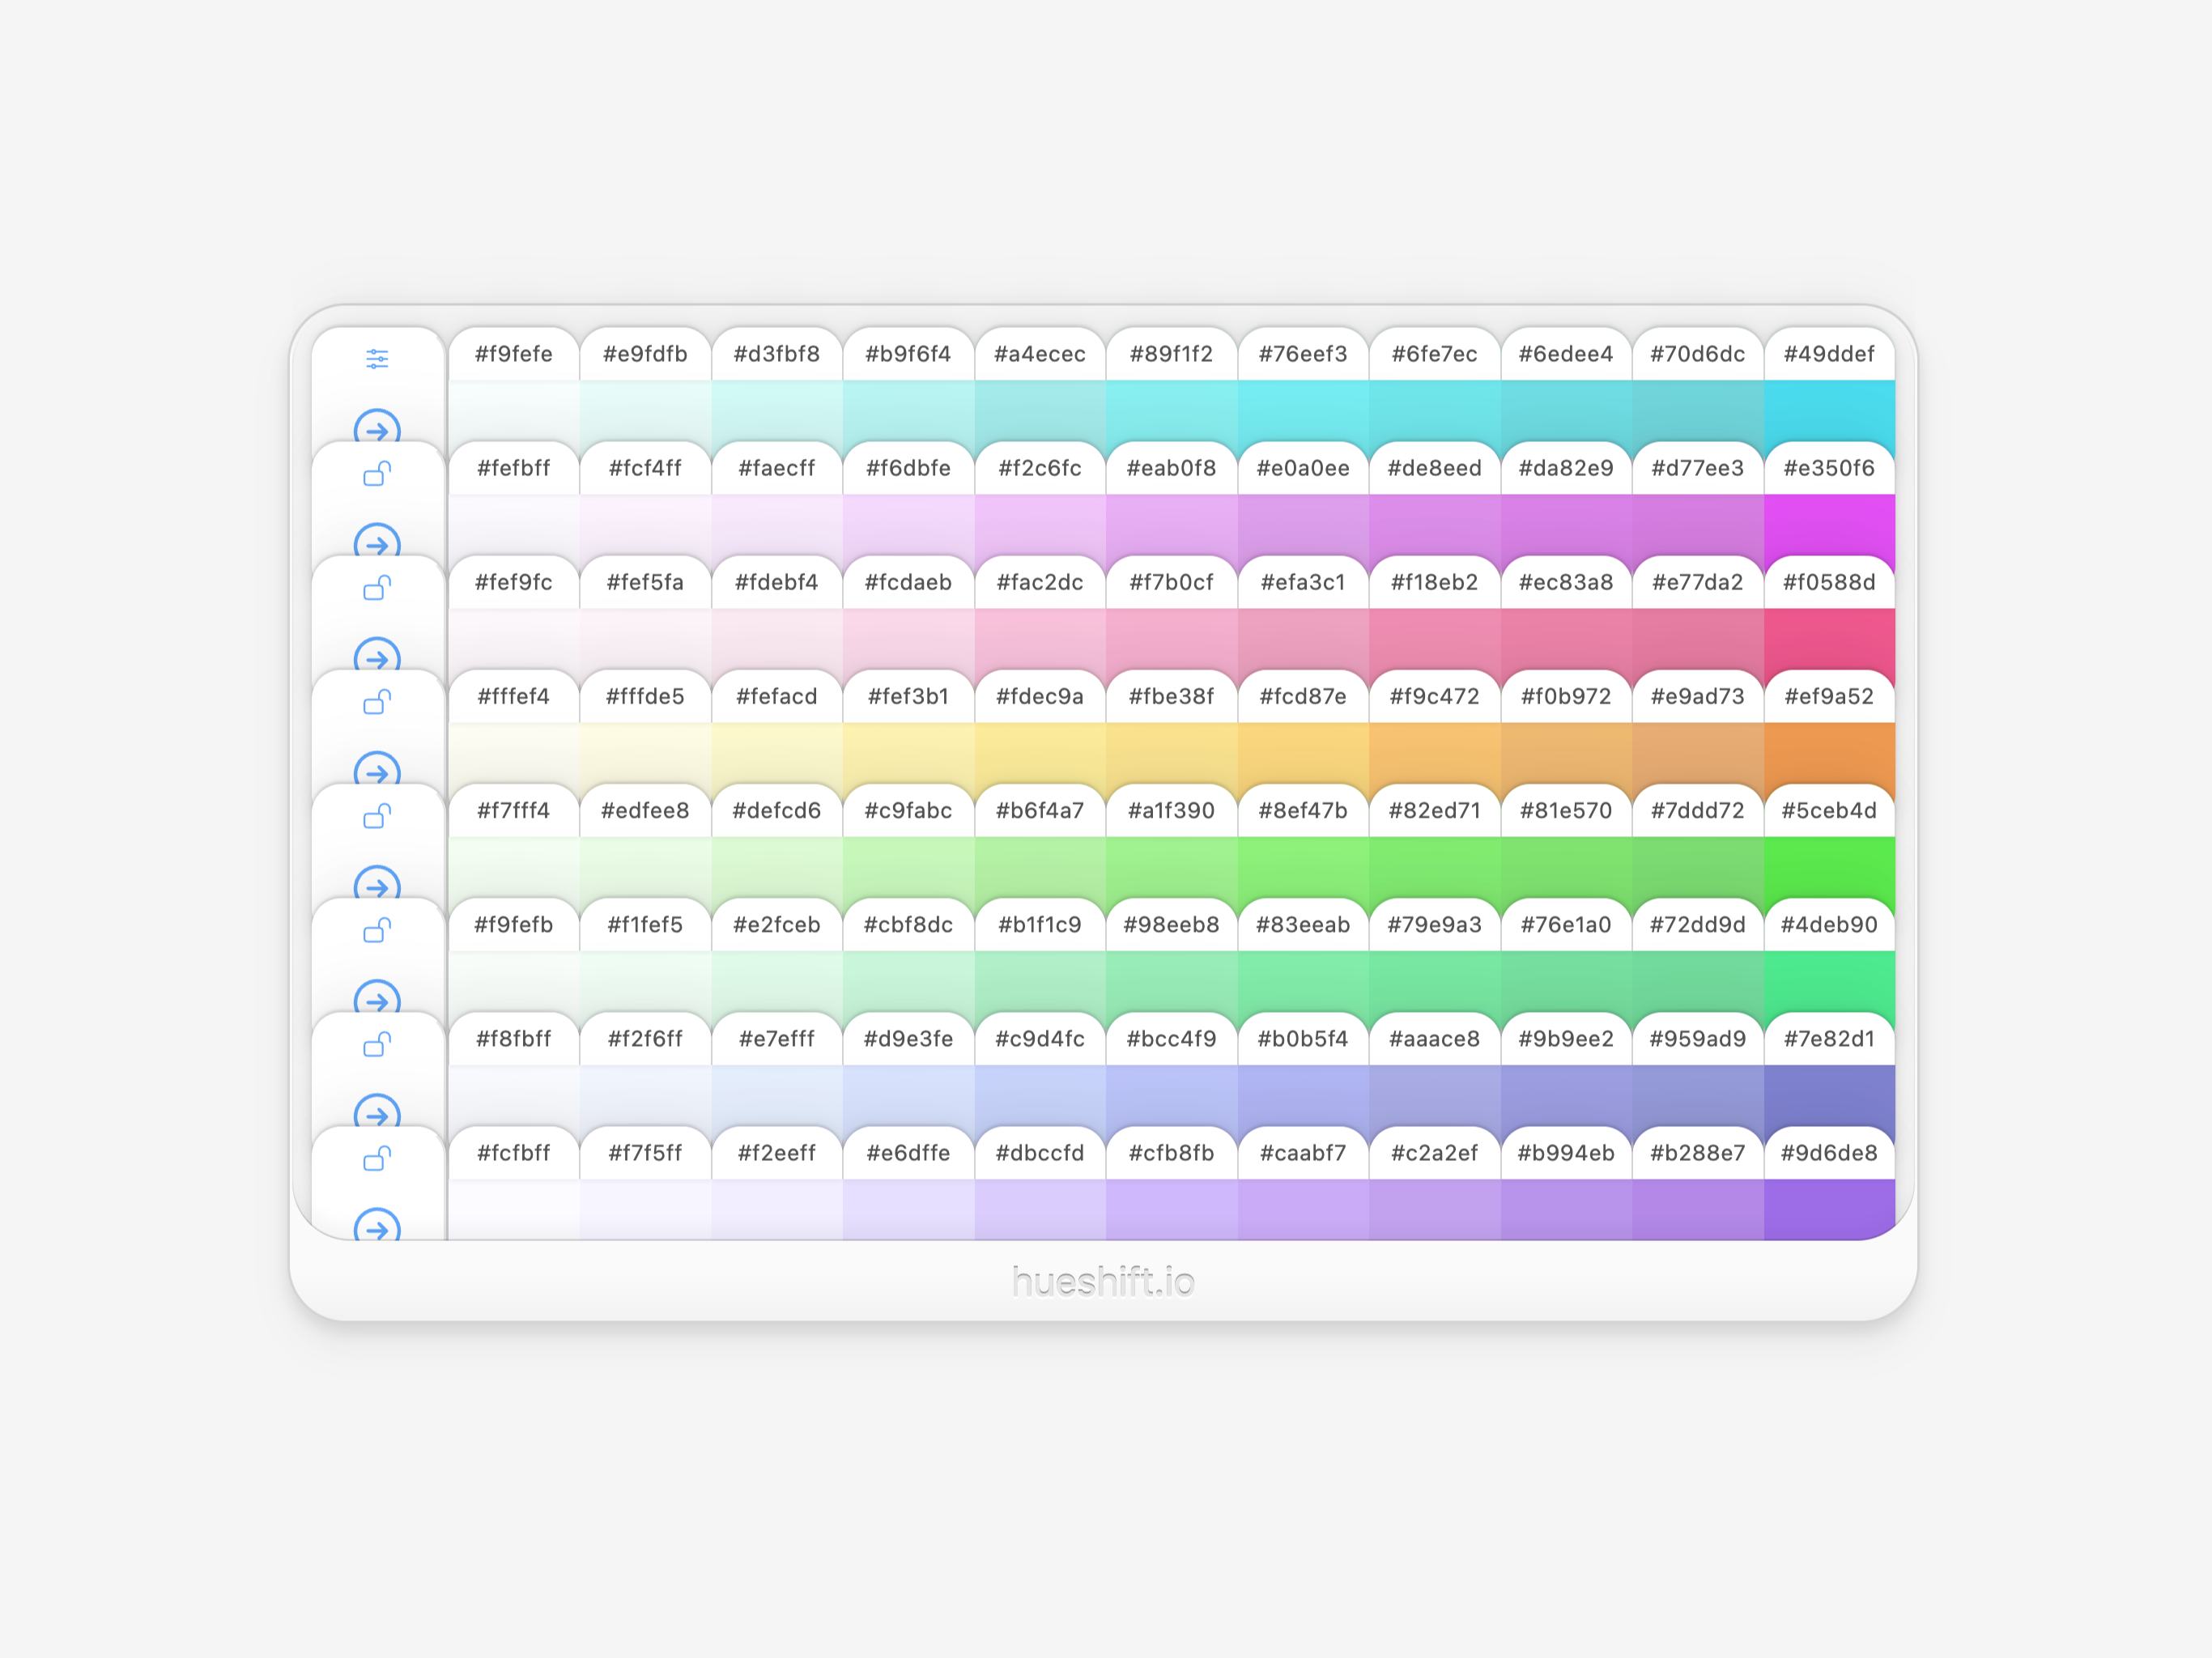 #f9fefe #e9fdfb #d3fbf8 #b9f6f4 #a4ecec #89f1f2 #76eef3 #6fe7ec #6edee4 #70d6dc #49ddef
#fefbff #fcf4ff #faecff #f6dbfe #f2c6fc #eab0f8 #e0a0ee #de8eed #da82e9 #d77ee3 #e350f6
#fef9fc #fef5fa #fdebf4 #fcdaeb #fac2dc #f7b0cf #efa3c1 #f18eb2 #ec83a8 #e77da2 #f0588d
#fffef4 #fffde5 #fefacd #fef3b1 #fdec9a #fbe38f #fcd87e #f9c472 #f0b972 #e9ad73 #ef9a52
#f7fff4 #edfee8 #defcd6 #c9fabc #b6f4a7 #a1f390 #8ef47b #82ed71 #81e570 #7ddd72 #5ceb4d
#f9fefb #f1fef5 #e2fceb #cbf8dc #b1f1c9 #98eeb8 #83eeab #79e9a3 #76e1a0 #72dd9d #4deb90
#f8fbff #f2f6ff #e7efff #d9e3fe #c9d4fc #bcc4f9 #b0b5f4 #aaace8 #9b9ee2 #959ad9 #7e82d1
#fcfbff #f7f5ff #f2eeff #e6dffe #dbccfd #cfb8fb #caabf7 #c2a2ef #b994eb #b288e7 #9d6de8
hueshift.io